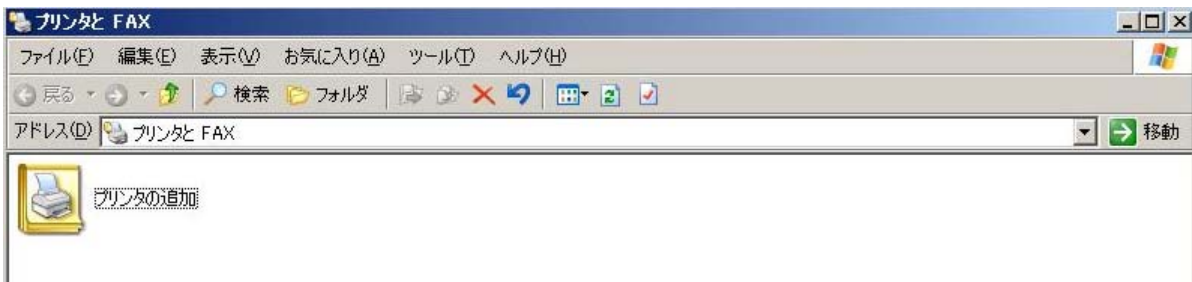 プリンタと FAX
ファイル(F) 編集(E) 表示(V) お気に入り(A) ツール(T) ヘルプ(H)
戻る 検索 フォルダ
アドレス(D) プリンタと FAX 移動
プリンタの追加